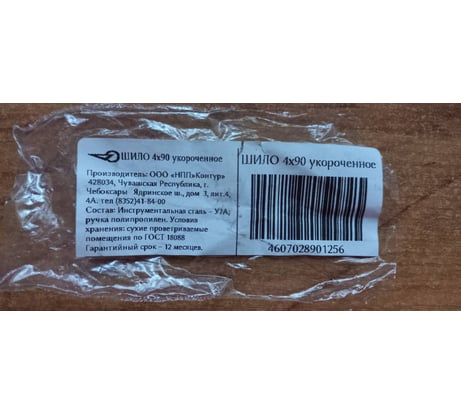 ШИЛО 4х90 укороченное
Производитель: ООО «НПП«Контур»
428034, Чувашская Республика, г.
Чебоксары Ядринское ш., дом 3, лит.4,
4А. тел (8352)41-84-00
Состав: Инструментальная сталь - У7А;
ручка полипропилен. Условия
хранения: сухие проветриваемые
помещения по ГОСТ 18088
Гарантийный срок – 12 месяцев.
ШИЛО 4х90 укороченное
4607028901256